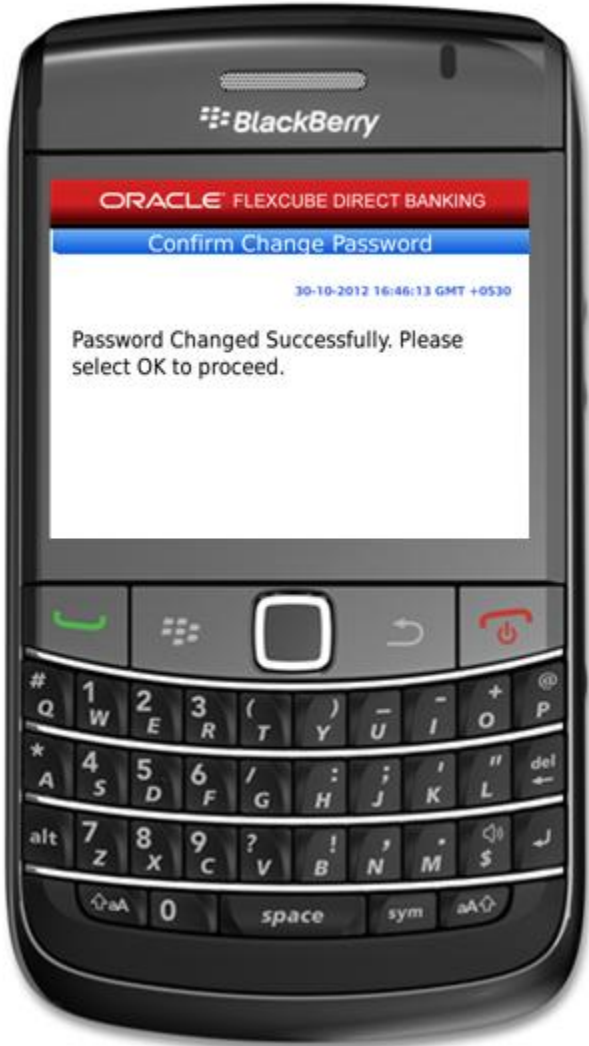 BlackBerry
ORACLE FLEXCUBE DIRECT BANKING
Confirm Change Password
30-10-2012 16:46:13 GMT +0530
Password Changed Successfully. Please
select OK to proceed.
# Q 1 W 2 E 3 R ( T ) Y _ U - I + O @ P
* A 4 S 5 D 6 F / G : H ; J ' K " L del
alt 7 Z 8 X 9 C ? V ! B , N . M $
aA 0 space sym aA